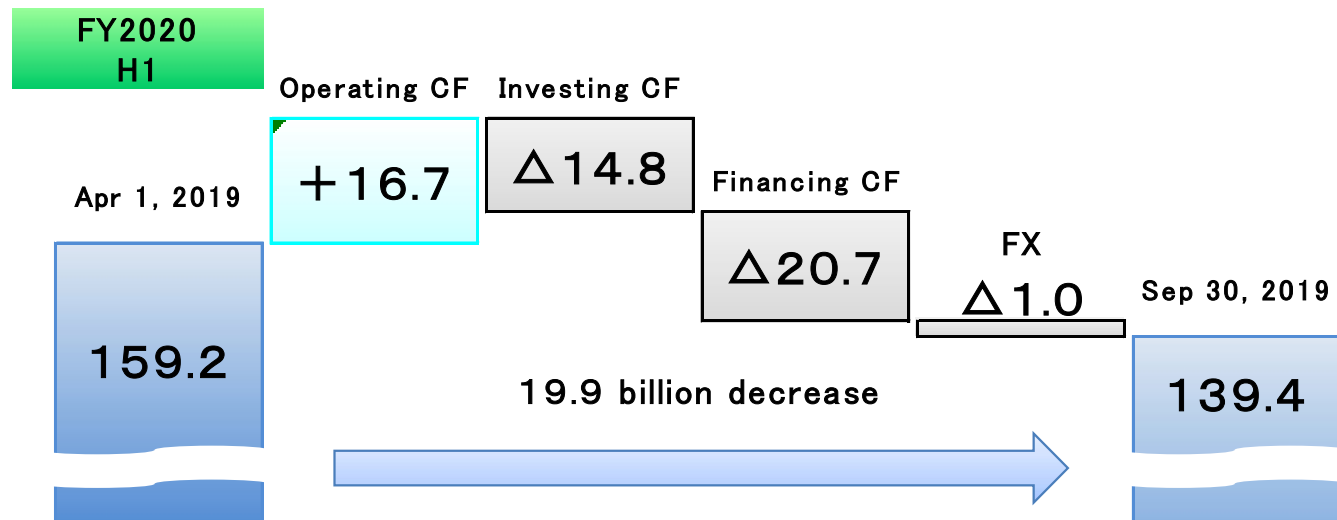 FY2020
H1
Operating CF
Investing CF
+16.7
△14.8
Apr 1, 2019
Financing CF
△20.7
FX
△1.0
Sep 30, 2019
159.2
19.9 billion decrease
139.4